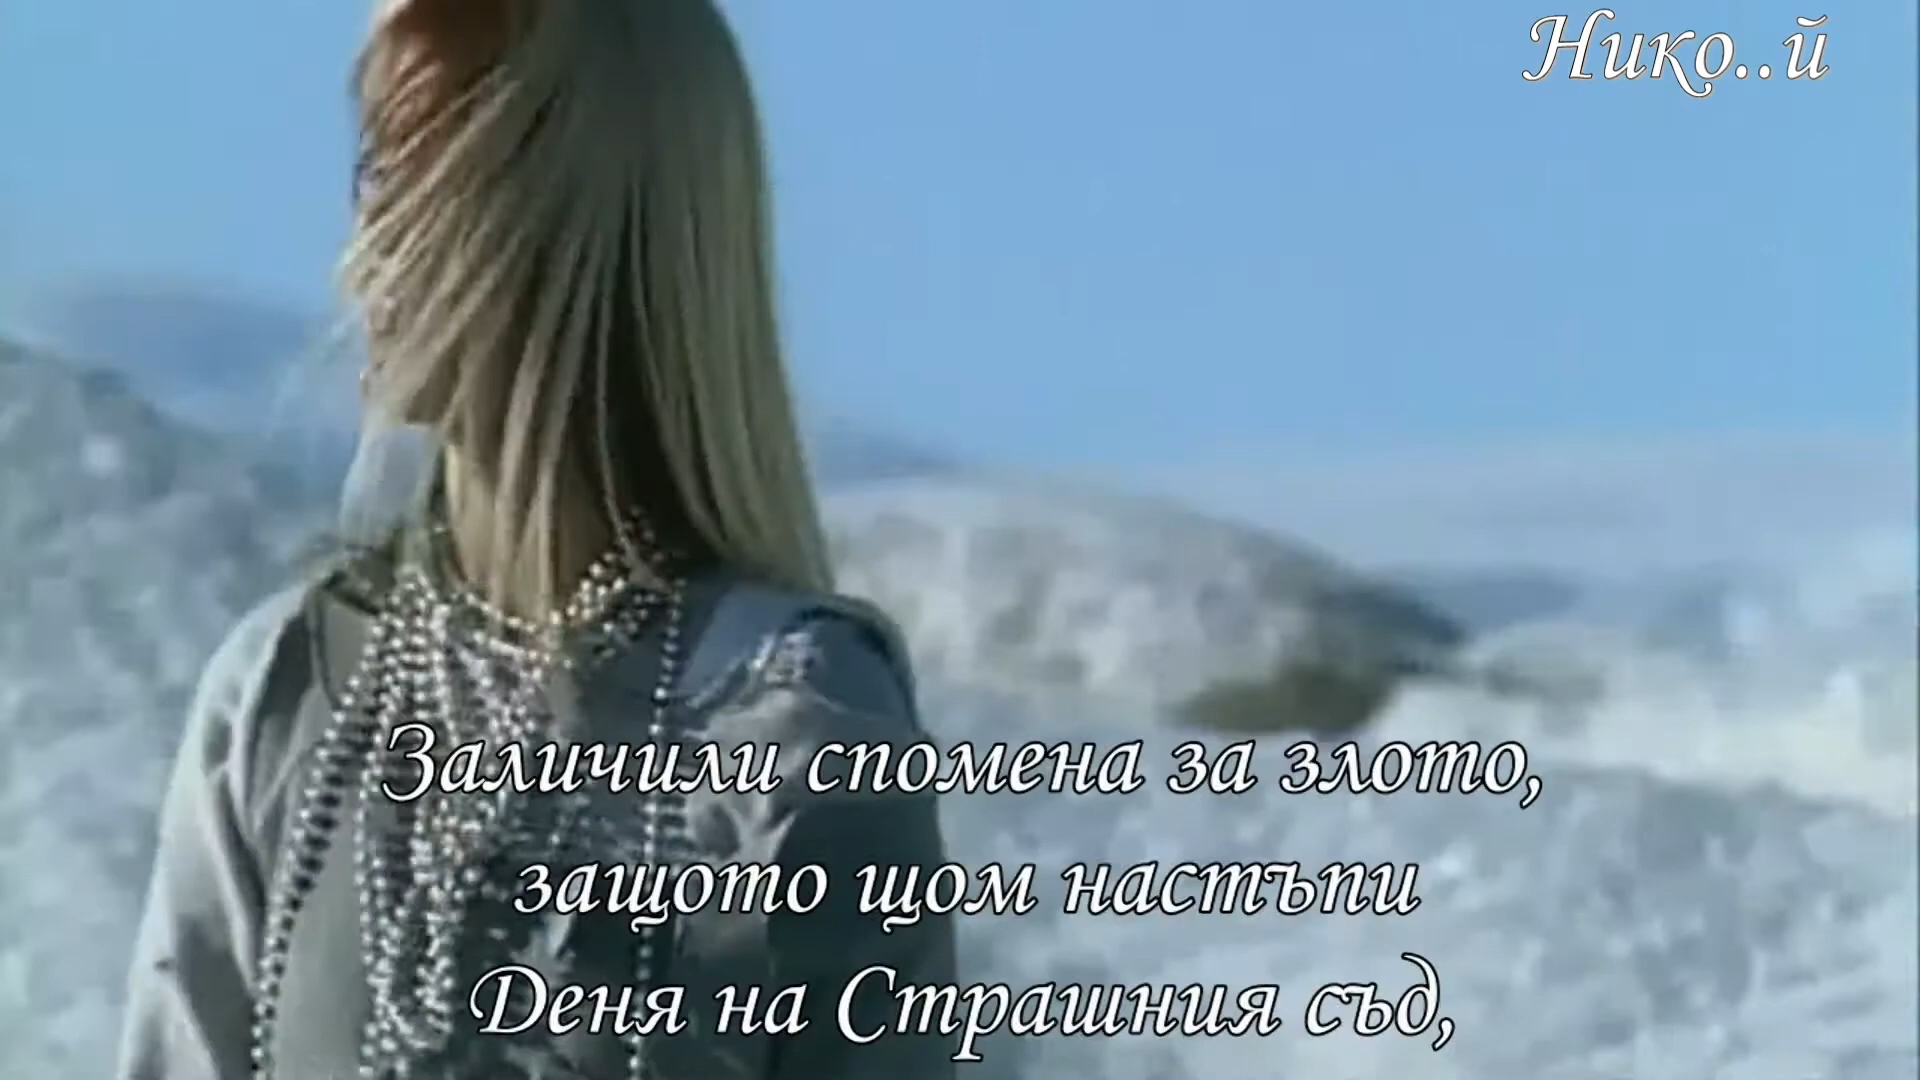 Нико..й
Заличили спомена за злото,
защото щом настъпи
Деня на Страшния съд,